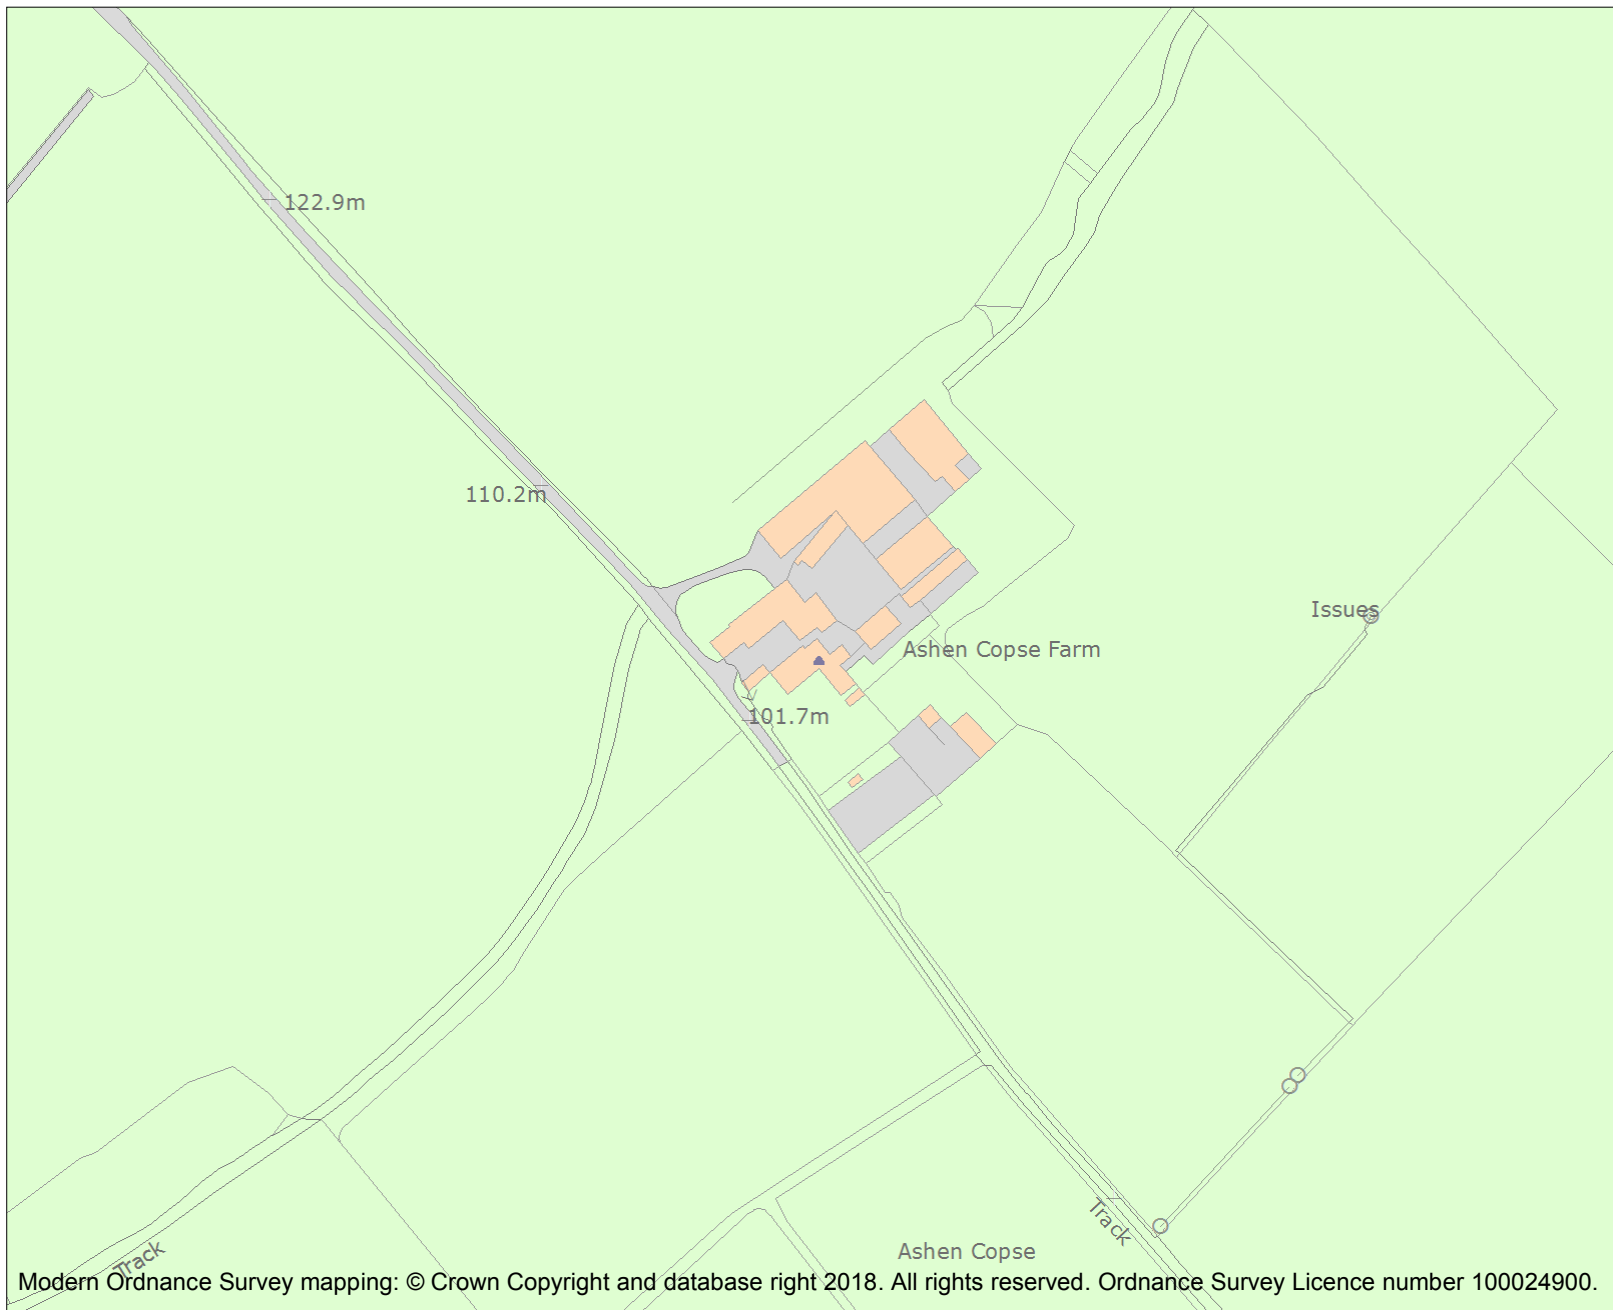 122.9m
110.2m
Issues
Ashen Copse Farm
101.7m
Track
Ashen Copse
Track
Modern Ordnance Survey mapping: © Crown Copyright and database right 2018. All rights reserved. Ordnance Survey Licence number 100024900.